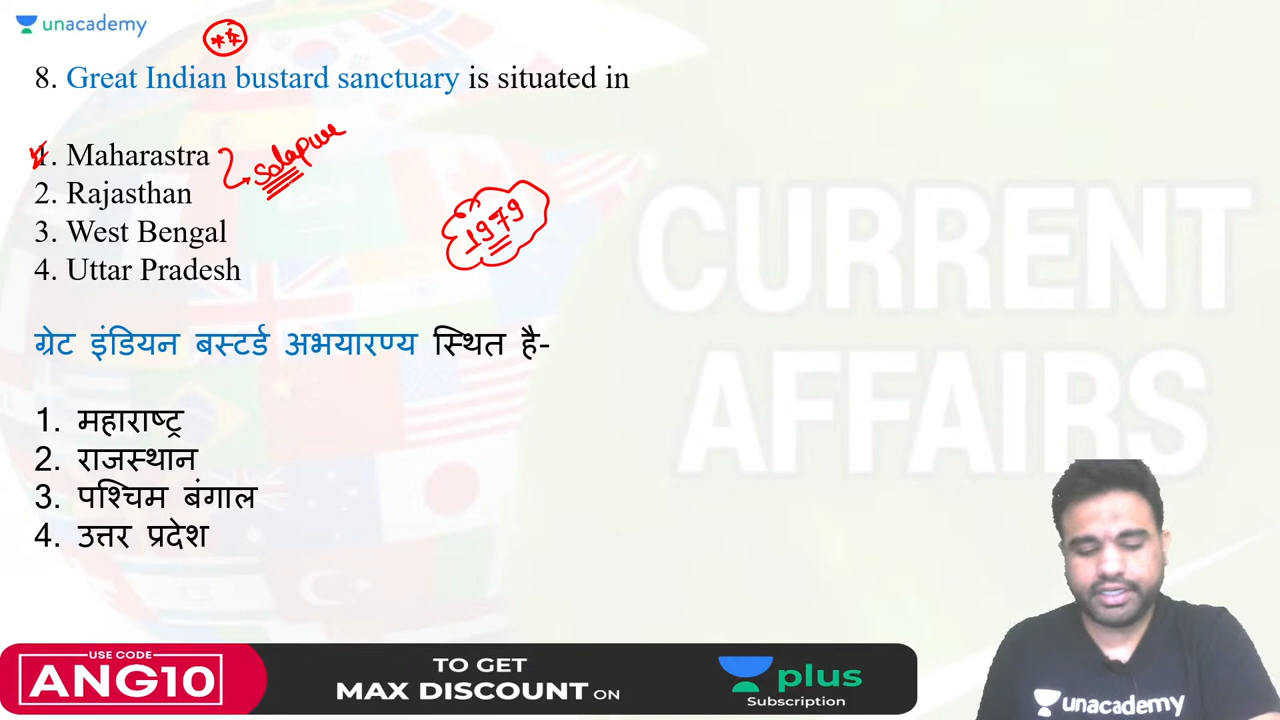 unacademy
**
8. Great Indian bustard sanctuary is situated in
1. Maharastra
Solapure
2. Rajasthan
1979
3. West Bengal
4. Uttar Pradesh
ग्रेट इंडियन बस्टर्ड अभयारण्य स्थित है-
1. महाराष्ट्र
2. राजस्थान
3. पश्चिम बंगाल
4. उत्तर प्रदेश
CURRENT
AFFAIRS
USE CODE
ANG10
TO GET
MAX DISCOUNT ON
plus
Subscription
unacademy